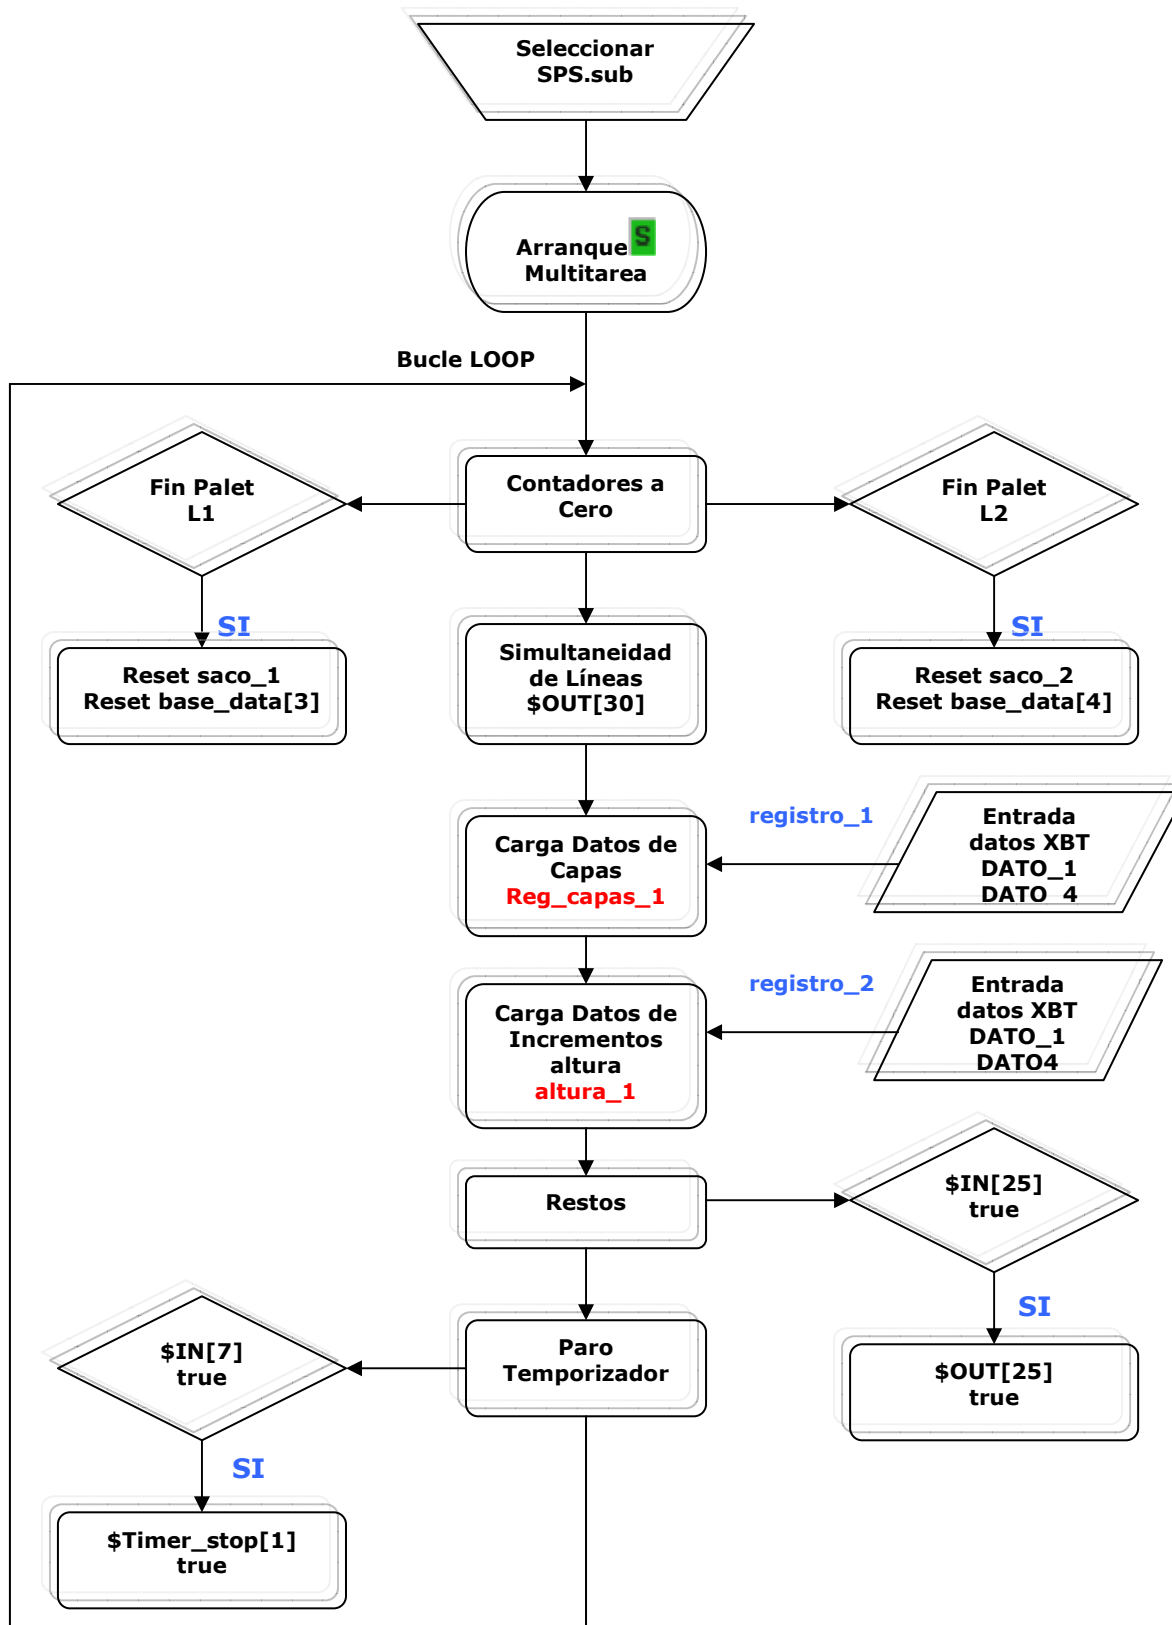 Seleccionar
SPS.sub
Arranque S
Multitarea
Bucle LOOP
Fin Palet
L1
Contadores a
Cero
Fin Palet
L2
SI
SI
Reset saco_1
Reset base_data[3]
Simultaneidad
de Líneas
$OUT[30]
Reset saco_2
Reset base_data[4]
Carga Datos de
Capas
Reg_capas_1
registro_1
Entrada
datos XBT
DATO_1
DATO_4
Carga Datos de
Incrementos
altura
altura_1
registro_2
Entrada
datos XBT
DATO_1
DATO4
Restos
$IN[25]
true
SI
$IN[7]
true
Paro
Temporizador
$OUT[25]
true
SI
$Timer_stop[1]
true